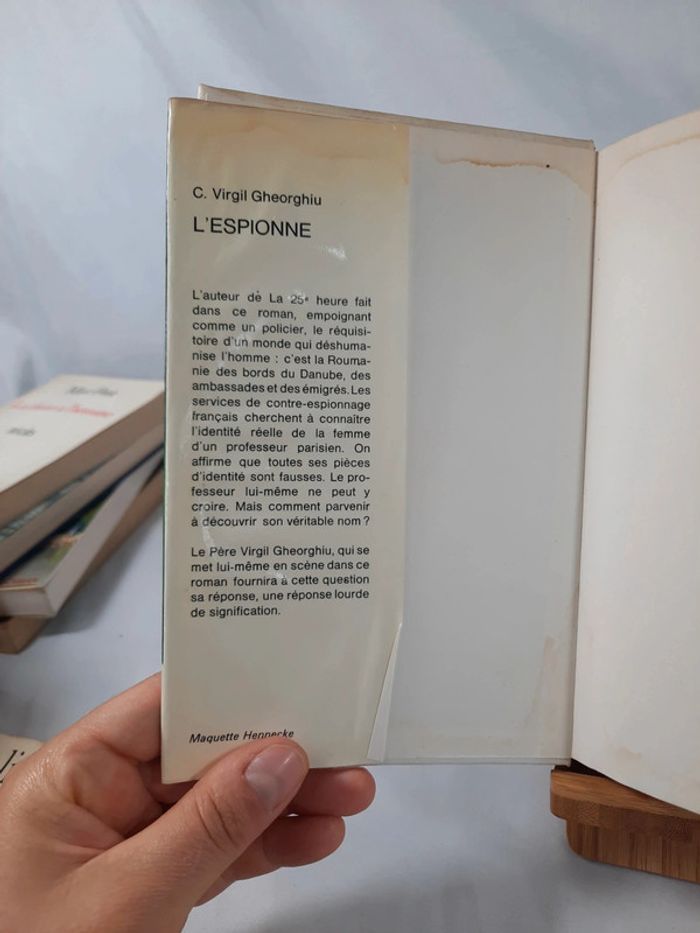 C. Virgil Gheorghiu
L'ESPIONNE
L'auteur de La 25e heure fait
dans ce roman, empoignant
comme un policier, le réquisi-
toire d'un monde qui déshuma-
nise l'homme : c'est la Rouma-
nie des bords du Danube, des
ambassades et des émigrés. Les
services de contre-espionnage
français cherchent à connaître
l'identité réelle de la femme
d'un professeur parisien. On
affirme que toutes ses pièces
d'identité sont fausses. Le pro-
fesseur lui-même ne peut y
croire. Mais comment parvenir
à découvrir son véritable nom ?
Le Père Virgil Gheorghiu, qui se
met lui-même en scène dans ce
roman fournira à cette question
sa réponse, une réponse lourde
de signification.
Maquette Hennecke